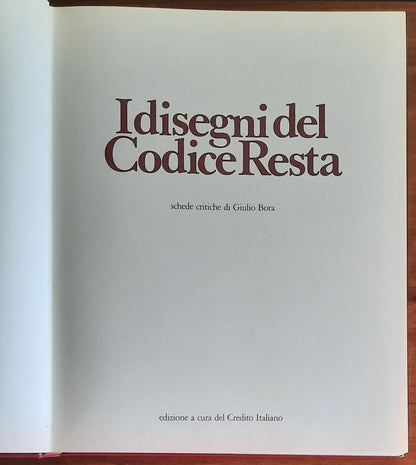 I disegni del
Codice Resta
schede critiche di Giulio Bora
edizione a cura del Credito Italiano